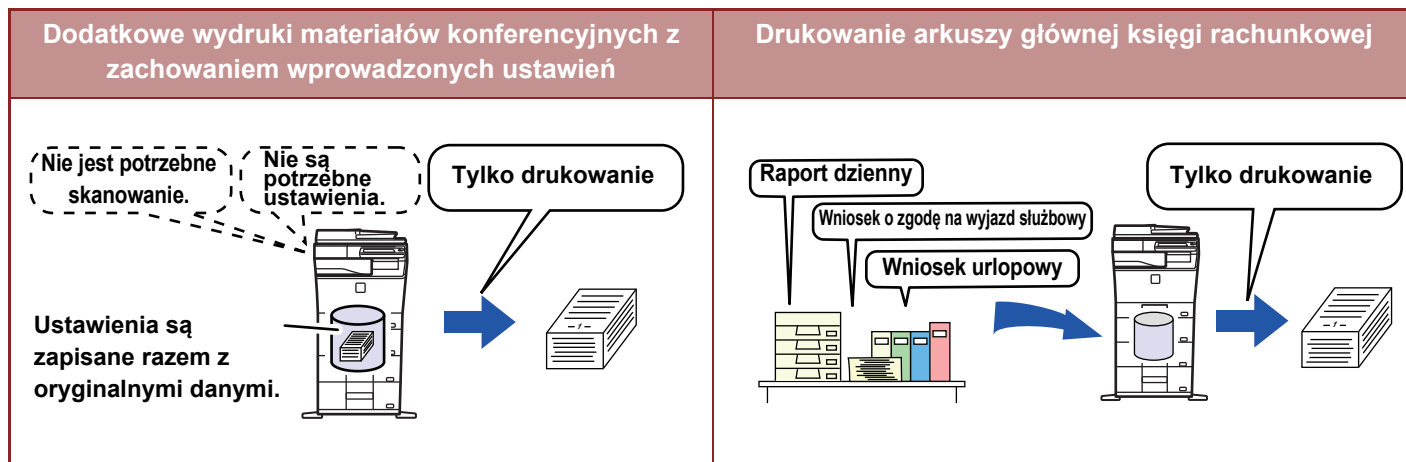 Dodatkowe wydruki materiałów konferencyjnych z
zachowaniem wprowadzonych ustawień
Drukowanie arkuszy głównej księgi rachunkowej
Nie jest potrzebne
skanowanie.
Nie są
potrzebne
ustawienia.
Tylko drukowanie
Ustawienia są
zapisane razem z
oryginalnymi danymi.
-1-
Raport dzienny
Wniosek o zgodę na wyjazd służbowy
Wniosek urlopowy
Tylko drukowanie
-1-